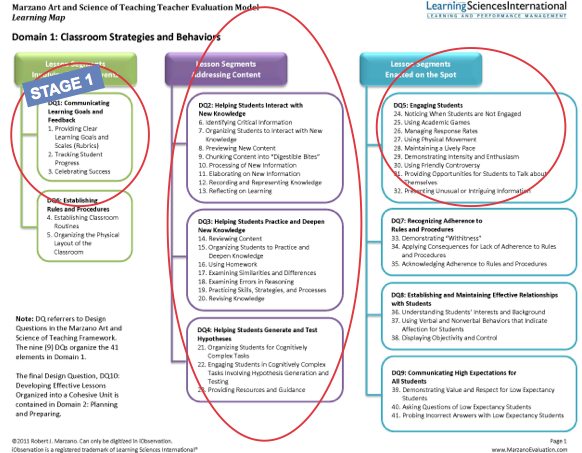 Marzano Art and Science of Teaching Teacher Evaluation Model
Learning Map
LearningSciencesInternational
LEARNING AND PERFORMANCE MANAGEMENT
Domain 1: Classroom Strategies and Behaviors
Lesson Segments
STAGE 1
DQ1: Communicating
Learning Goals and
Feedback
1. Providing Clear
Learning Goals and
Scales (Rubrics)
2. Tracking Student
Progress
3. Celebrating Success
DQ6: Establishing
Rules and Procedures
4. Establishing Classroom
Routines
5. Organizing the Physical
Layout of the
Classroom
Note: DQ referrers to Design
Questions in the Marzano Art and
Science of Teaching Framework.
The nine (9) DQs organize the 41
elements in Domain 1.
The final Design Question, DQ10:
Developing Effective Lessons
Organized into a Cohesive Unit is
contained in Domain 2: Planning
and Preparing.
Lesson Segments
Addressing Content
DQ2: Helping Students Interact with
New Knowledge
6. Identifying Critical Information
7. Organizing Students to Interact with New
Knowledge
8. Previewing New Content
9. Chunking Content into "Digestible Bites"
10. Processing of New Information
11. Elaborating on New Information
12. Recording and Representing Knowledge
13. Reflecting on Learning
DQ3: Helping Students Practice and Deepen
New Knowledge
14. Reviewing Content
15. Organizing Students to Practice and
Deepen Knowledge
16. Using Homework
17. Examining Similarities and Differences
18. Examining Errors in Reasoning
19. Practicing Skills, Strategies, and Processes
20. Revising Knowledge
DQ4: Helping Students Generate and Test
Hypotheses
21. Organizing Students for Cognitively
Complex Tasks
22. Engaging Students in Cognitively Complex
Tasks Involving Hypothesis Generation and
Testing
23. Providing Resources and Guidance
Lesson Segments
Enacted on the Spot
DQ5: Engaging Students
24. Noticing When Students are Not Engaged
25. Using Academic Games
26. Managing Response Rates
27. Using Physical Movement
28. Maintaining a Lively Pace
29. Demonstrating Intensity and Enthusiasm
30. Using Friendly Controversy
31. Providing Opportunities for Students to Talk about
Themselves
32. Presenting Unusual or Intriguing Information
DQ7: Recognizing Adherence to
Rules and Procedures
33. Demonstrating "Withitness"
34. Applying Consequences for Lack of Adherence to Rules
and Procedures
35. Acknowledging Adherence to Rules and Procedures
DQ8: Establishing and Maintaining Effective Relationships
with Students
36. Understanding Students' Interests and Background
37. Using Verbal and Nonverbal Behaviors that Indicate
Affection for Students
38. Displaying Objectivity and Control
DQ9: Communicating High Expectations for
All Students
39. Demonstrating Value and Respect for Low Expectancy
Students
40. Asking Questions of Low Expectancy Students
41. Probing Incorrect Answers with Low Expectancy Students
©2011 Robert J. Marzano. Can only be digitized in iObservation.
iObservation is a registered trademark of Learning Sciences International®
Page 1
www.MarzanoEvaluation.com